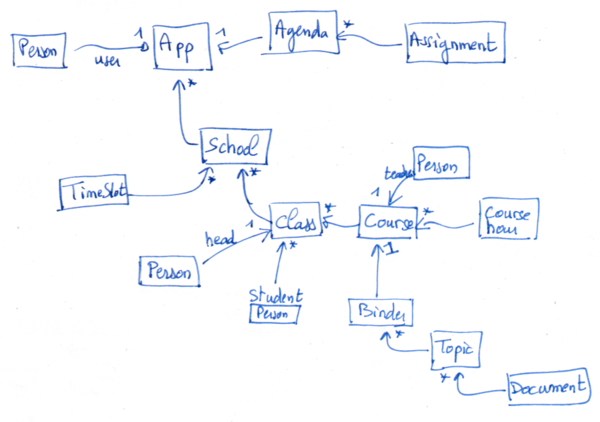 Person
user
1
App
1
Agenda
*
Assignment
*
School
*
*
TimeSlot
teacher
Person
1
head
1
Class
*
*
Course
*
Course
hour
Person
Student
Person
1
Binder
*
Topic
*
Document